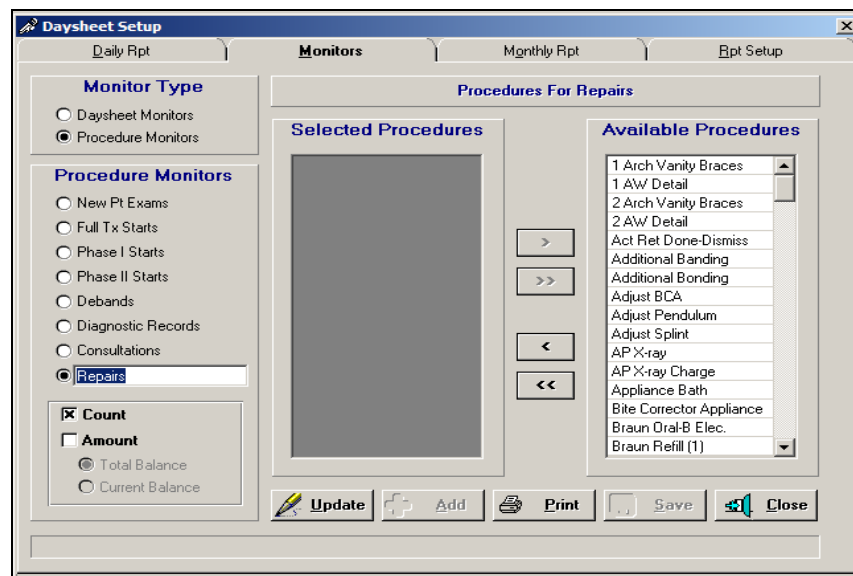 Daysheet Setup
Daily Rpt
Monitors
Monthly Rpt
Rpt Setup
Monitor Type
Daysheet Monitors
Procedure Monitors
Procedure Monitors
New Pt Exams
Full Tx Starts
Phase I Starts
Phase II Starts
Debands
Diagnostic Records
Consultations
Repairs
Count
Amount
Total Balance
Current Balance
Procedures For Repairs
Selected Procedures
>
>>
<
<<
Available Procedures
1 Arch Vanity Braces
1 AW Detail
2 Arch Vanity Braces
2 AW Detail
Act Ret Done-Dismiss
Additional Banding
Additional Bonding
Adjust BCA
Adjust Pendulum
Adjust Splint
AP X-ray
AP X-ray Charge
Appliance Bath
Bite Corrector Appliance
Braun Oral-B Elec.
Braun Refill (1)
Update
Add
Print
Save
Close